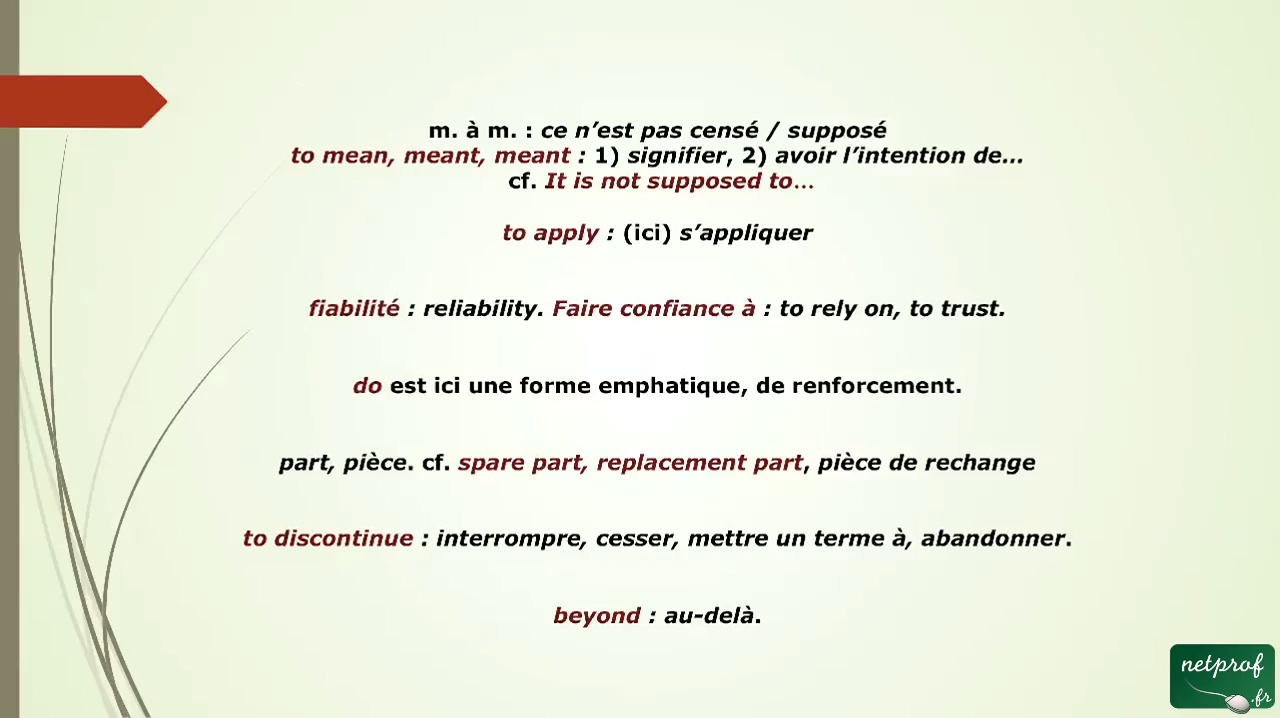 m. à m. : ce n’est pas censé / supposé
to mean, meant, meant : 1) signifier, 2) avoir l’intention de…
cf. It is not supposed to…
to apply : (ici) s’appliquer
fiabilité : reliability. Faire confiance à : to rely on, to trust.
do est ici une forme emphatique, de renforcement.
part, pièce. cf. spare part, replacement part, pièce de rechange
to discontinue : interrompre, cesser, mettre un terme à, abandonner.
beyond : au-delà.
netprof
.fr